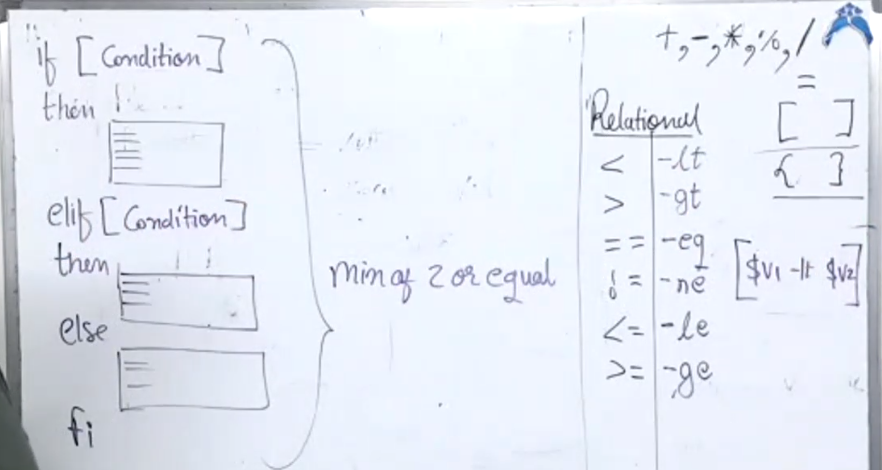 if [ Condition ]
then
elif [ Condition ]
then
else
fi
Min of 2 or equal
+,-,*,%,/
=
Relational
< -lt
> -gt
== -eq
!= -ne
<= -le
>= -ge
[ ]
{ }
[ $V1 -lt $V2 ]